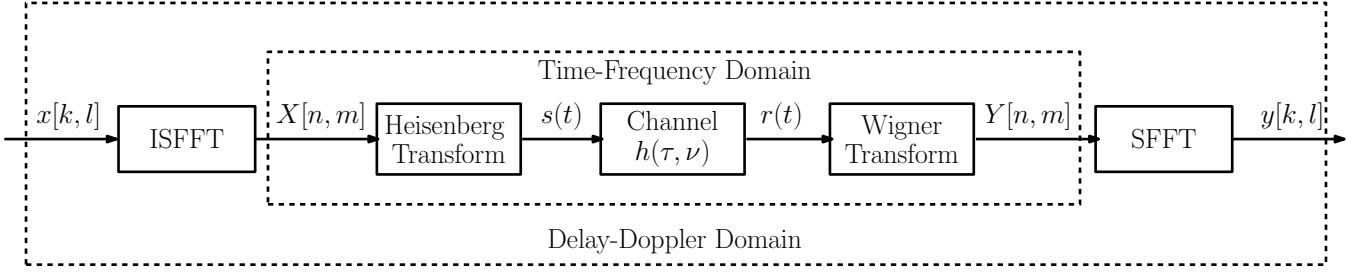 Time-Frequency Domain
x[k, l]
ISFFT
X[n, m]
Heisenberg
Transform
s(t)
Channel
h(τ, ν)
r(t)
Wigner
Transform
Y[n, m]
SFFT
y[k, l]
Delay-Doppler Domain